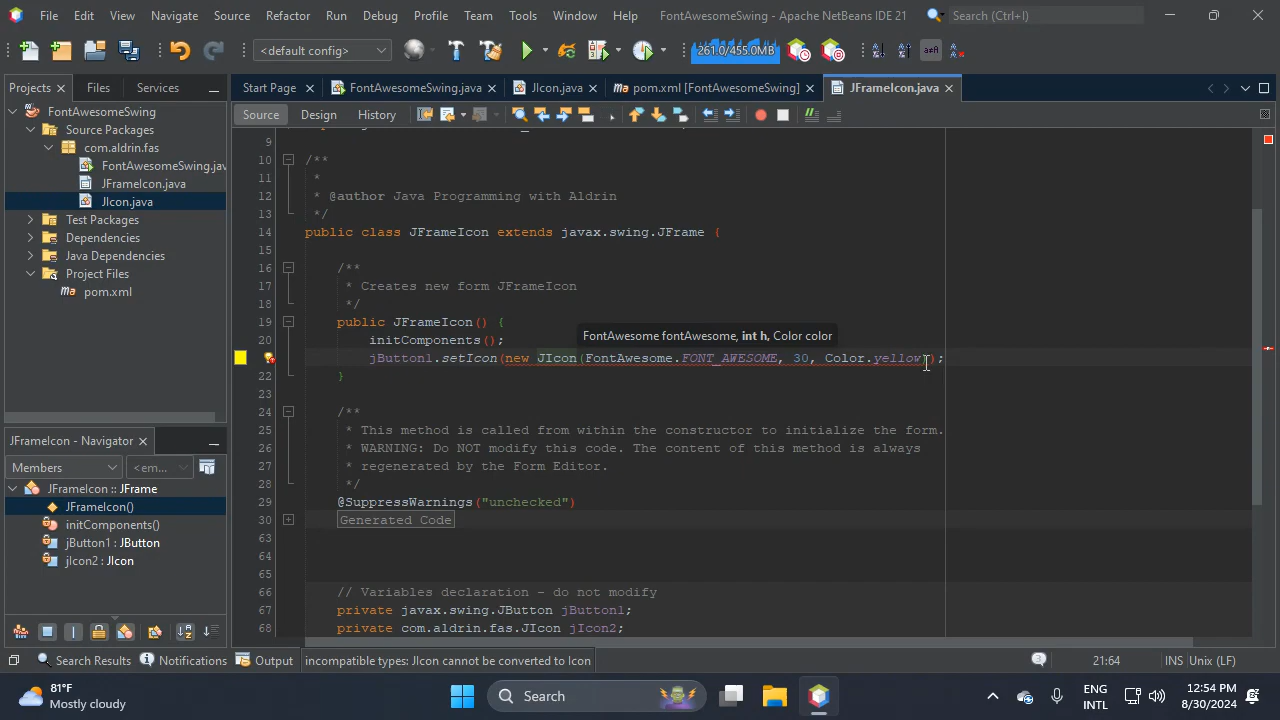 File Edit View Navigate Source Refactor Run Debug Profile Team Tools Window Help FontAwesomeSwing - Apache NetBeans IDE 21 Search (Ctrl+I)
<default config> 261.0/455.0MB
Projects Files Services Start Page FontAwesomeSwing.java JIcon.java pom.xml [FontAwesomeSwing] JFrameIcon.java
Source Design History
FontAwesomeSwing
Source Packages
com.aldrin.fas
FontAwesomeSwing.jav
JFrameIcon.java
JIcon.java
Test Packages
Dependencies
Java Dependencies
Project Files
pom.xml
JFrameIcon - Navigator
Members <em...
JFrameIcon :: JFrame
JFrameIcon()
initComponents()
jButton1 : JButton
jIcon2 : JIcon
9
10 /**
11 *
12 * @author Java Programming with Aldrin
13 */
14 public class JFrameIcon extends javax.swing.JFrame {
15
16 /**
17 * Creates new form JFrameIcon
18 */
19 public JFrameIcon() {
FontAwesome fontAwesome, int h, Color color
20 initComponents();
jButton1.setIcon(new JIcon(FontAwesome.FONT_AWESOME, 30, Color.yellow));
22 }
23
24 /**
25 * This method is called from within the constructor to initialize the form.
26 * WARNING: Do NOT modify this code. The content of this method is always
27 * regenerated by the Form Editor.
28 */
29 @SuppressWarnings("unchecked")
30 Generated Code
63
64
65
66 // Variables declaration - do not modify
67 private javax.swing.JButton jButton1;
68 private com.aldrin.fas.JIcon jIcon2;
Search Results Notifications Output incompatible types: JIcon cannot be converted to Icon 21:64 INS Unix (LF)
81°F
Mostly cloudy
Search
ENG
INTL
12:54 PM
8/30/2024